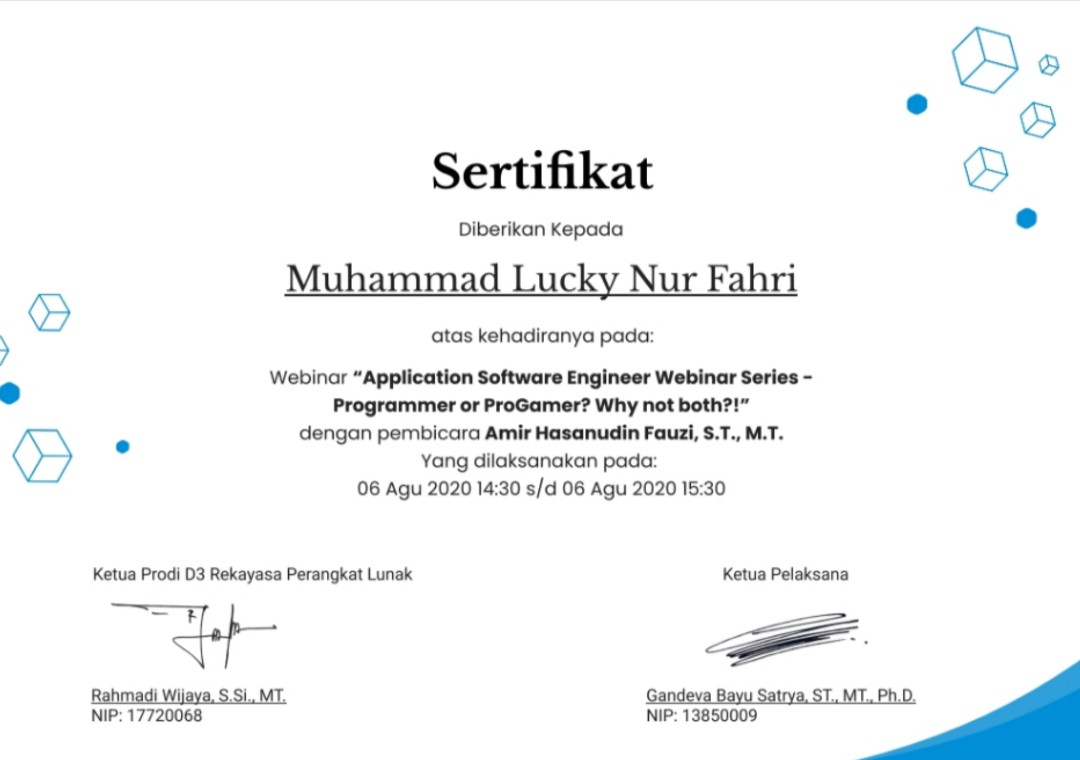 Sertifikat
Diberikan Kepada
Muhammad Lucky Nur Fahri
atas kehadiranya pada:
Webinar “Application Software Engineer Webinar Series -
Programmer or ProGamer? Why not both?!”
dengan pembicara Amir Hasanudin Fauzi, S.T., M.T.
Yang dilaksanakan pada:
06 Agu 2020 14:30 s/d 06 Agu 2020 15:30
Ketua Prodi D3 Rekayasa Perangkat Lunak
Rahmadi Wijaya, S.Si., MT.
NIP: 17720068
Ketua Pelaksana
Gandeva Bayu Satrya, ST., MT., Ph.D.
NIP: 13850009